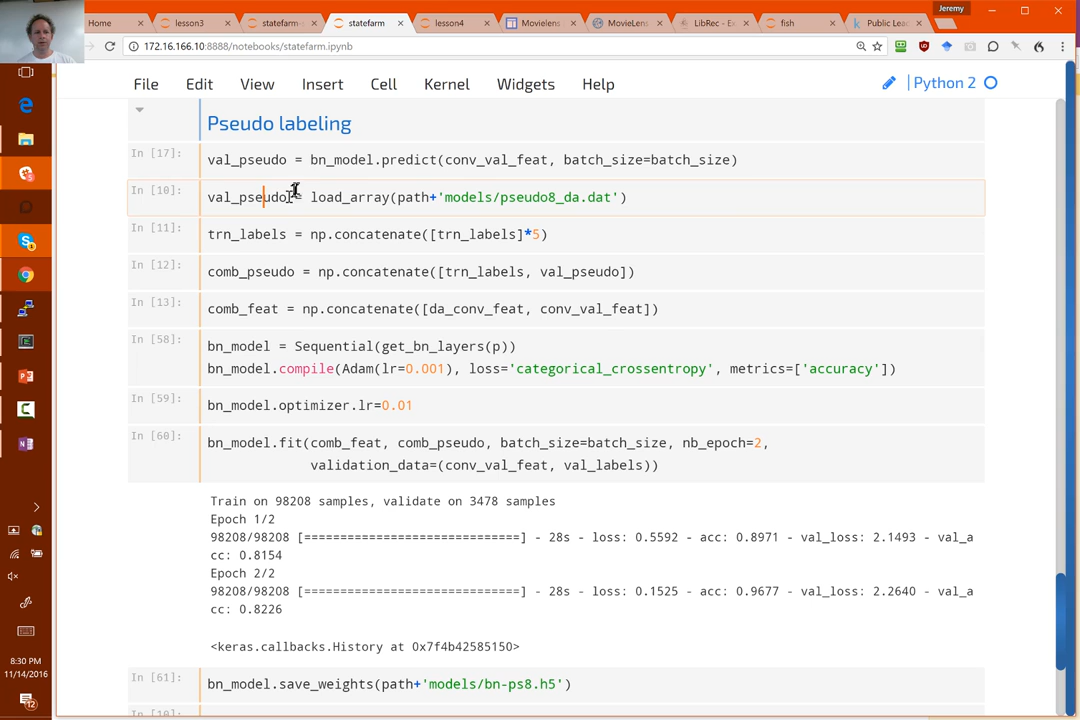 Jeremy
Home
lesson3
statefarm-s
statefarm
lesson4
Movielens
MovieLen
LibRec - Ex
fish
Public Lea
172.16.166.10:8888/notebooks/statefarm.ipynb
File Edit View Insert Cell Kernel Widgets Help
Python 2
Pseudo labeling
In [17]: val_pseudo = bn_model.predict(conv_val_feat, batch_size=batch_size)
In [10]: val_pseudo = load_array(path+'models/pseudo8_da.dat')
In [11]: trn_labels = np.concatenate([trn_labels]*5)
In [12]: comb_pseudo = np.concatenate([trn_labels, val_pseudo])
In [13]: comb_feat = np.concatenate([da_conv_feat, conv_val_feat])
In [58]: bn_model = Sequential(get_bn_layers(p))
bn_model.compile(Adam(lr=0.001), loss='categorical_crossentropy', metrics=['accuracy'])
In [59]: bn_model.optimizer.lr=0.01
In [60]: bn_model.fit(comb_feat, comb_pseudo, batch_size=batch_size, nb_epoch=2,
validation_data=(conv_val_feat, val_labels))
Train on 98208 samples, validate on 3478 samples
Epoch 1/2
98208/98208 [==============================] - 28s - loss: 0.5592 - acc: 0.8971 - val_loss: 2.1493 - val_a
cc: 0.8154
Epoch 2/2
98208/98208 [==============================] - 28s - loss: 0.1525 - acc: 0.9677 - val_loss: 2.2640 - val_a
cc: 0.8226
<keras.callbacks.History at 0x7f4b42585150>
In [61]: bn_model.save_weights(path+'models/bn-ps8.h5')
8:30 PM
11/14/2016
12